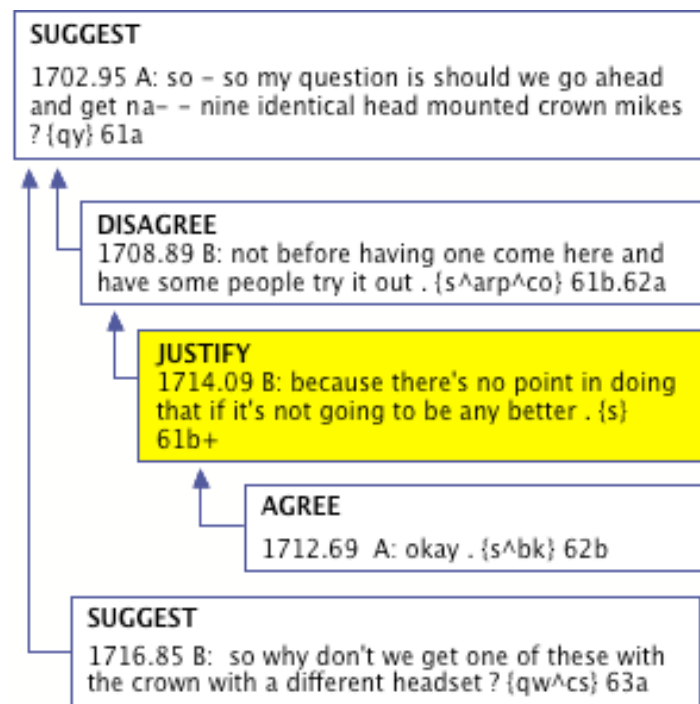 SUGGEST
1702.95 A: so – so my question is should we go ahead
and get na– – nine identical head mounted crown mikes
? {qy} 61a
DISAGREE
1708.89 B: not before having one come here and
have some people try it out . {s^arp^co} 61b.62a
JUSTIFY
1714.09 B: because there's no point in doing
that if it's not going to be any better . {s}
61b+
AGREE
1712.69 A: okay . {s^bk} 62b
SUGGEST
1716.85 B: so why don't we get one of these with
the crown with a different headset ? {qw^cs} 63a